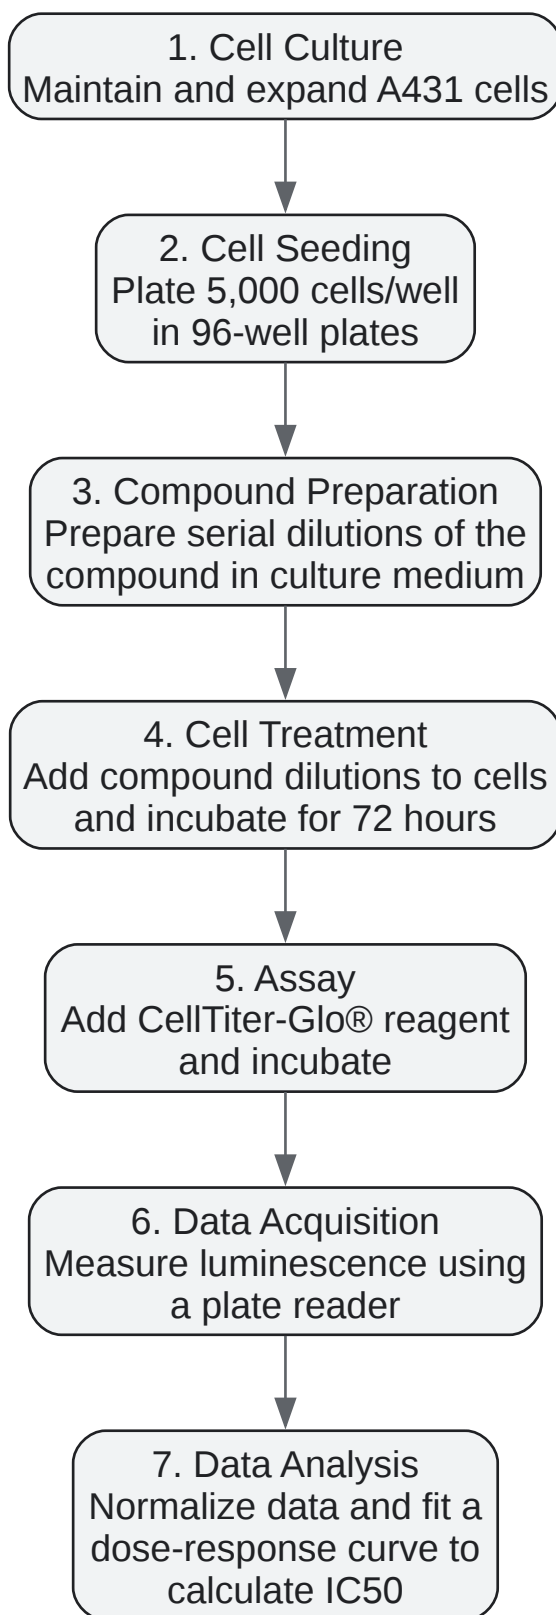 1. Cell Culture
Maintain and expand A431 cells
2. Cell Seeding
Plate 5,000 cells/well
in 96-well plates
3. Compound Preparation
Prepare serial dilutions of the
compound in culture medium
4. Cell Treatment
Add compound dilutions to cells
and incubate for 72 hours
5. Assay
Add CellTiter-Glo® reagent
and incubate
6. Data Acquisition
Measure luminescence using
a plate reader
7. Data Analysis
Normalize data and fit a
dose-response curve to
calculate IC50